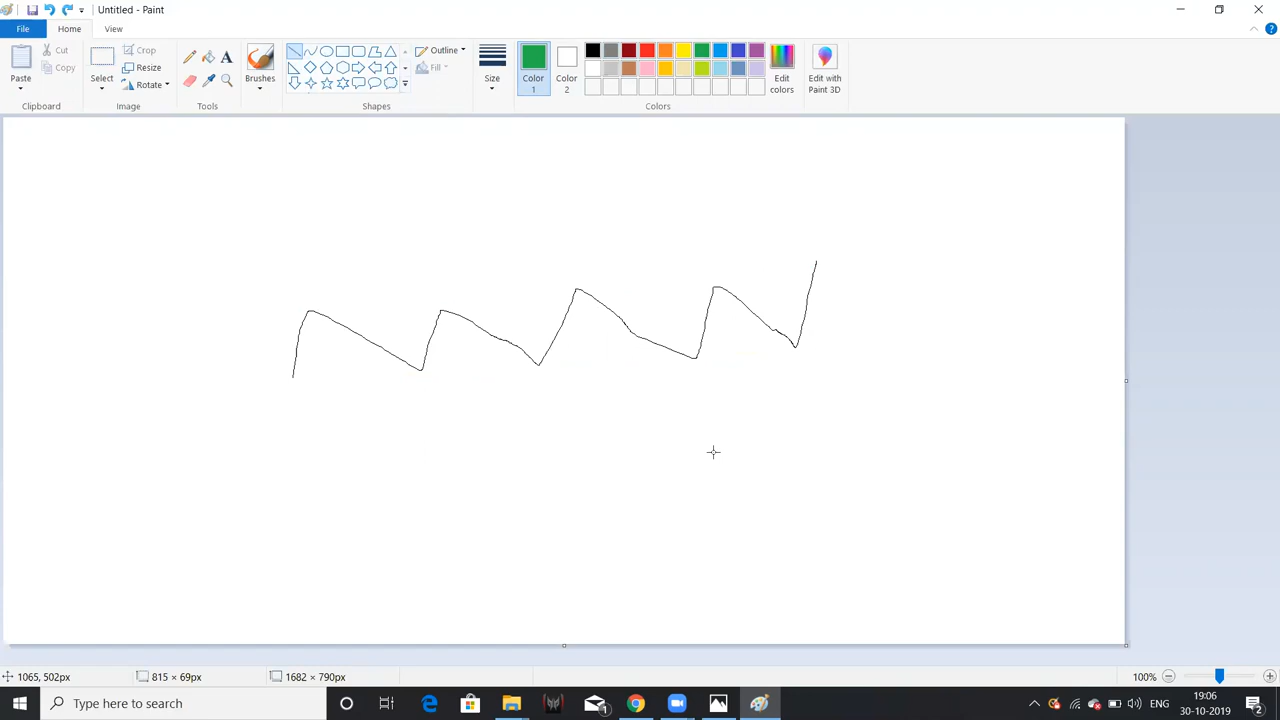 Untitled - Paint
File Home View
Paste
Cut
Copy
Clipboard
Select
Crop
Resize
Rotate
Image
A
Tools
Brushes
Outline
Fill
Shapes
Size
Color 1
Color 2
Edit colors
Colors
Edit with Paint 3D
1065, 502px
815 × 69px
1682 × 790px
100%
Type here to search
1
ENG
19:06
30-10-2019
2